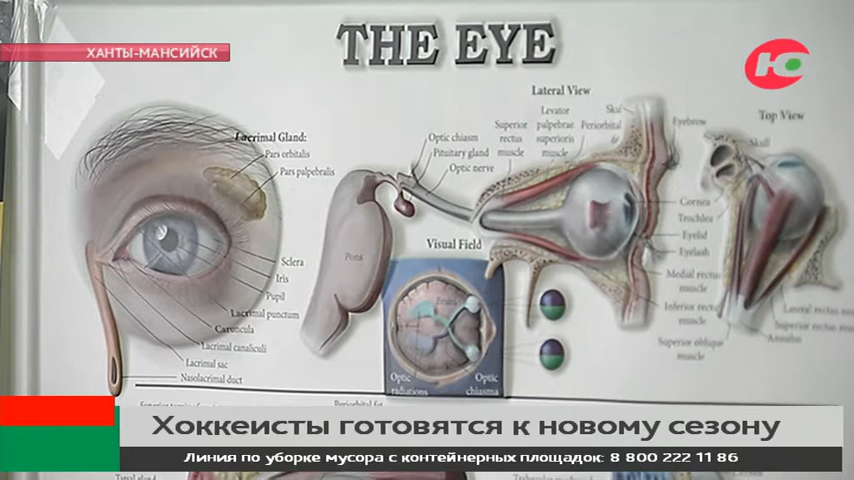 ХАНТЫ-МАНСИЙСК
THE EYE
Ю
Lateral View
Top View
Lacrimal Gland:
Pars orbitalis
Pars palpebralis
Optic chiasm
Pituitary gland
Optic nerve
Superior rectus muscle
Levator palpebrae superioris muscle
Periorbital
Eyebrow
Skull
Cornea
Trochlea
Eyelid
Eyelash
Medial rectus muscle
Inferior rectus muscle
Superior oblique muscle
Lateral rectus
Superior rectus
Annulus
Pons
Visual Field
Brain
Optic radiations
Optic chiasma
Sclera
Iris
Pupil
Lacrimal punctum
Caruncula
Lacrimal canaliculi
Lacrimal sac
Nasolacrimal duct
Хоккеисты готовятся к новому сезону
Линия по уборке мусора с контейнерных площадок: 8 800 222 11 86